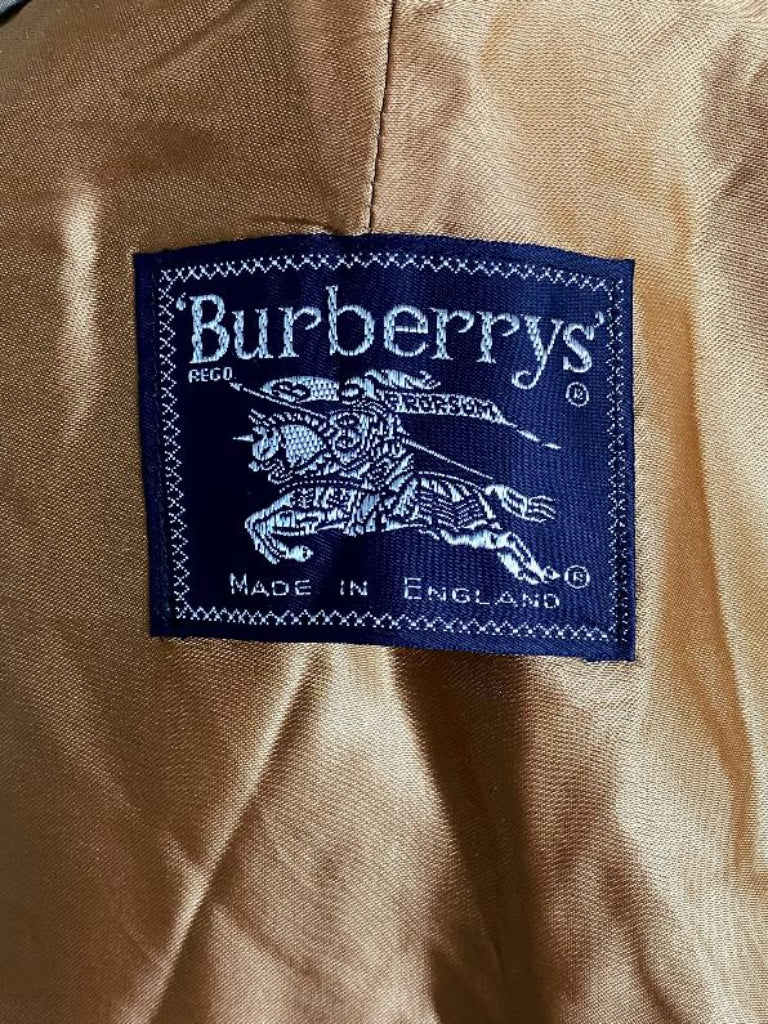 'Burberrys'
REGD.
®
PRORSUM
MADE IN ENGLAND ®